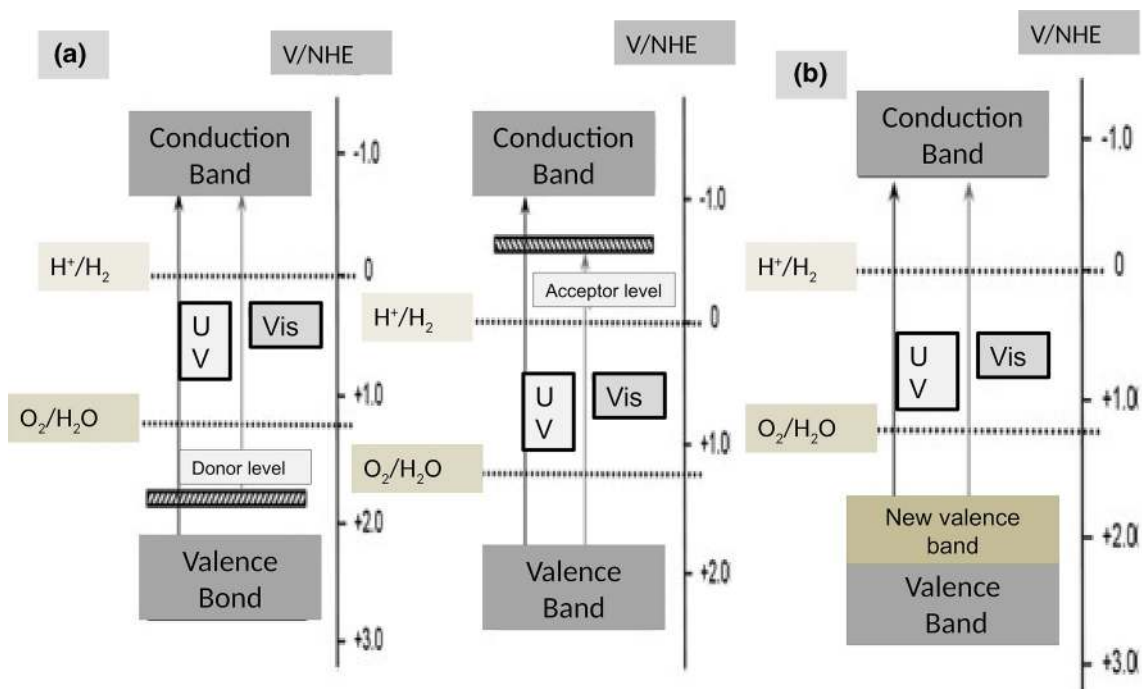 (a)
V/NHE
Conduction
Band
-1.0
H⁺/H₂
0
U
V
Vis
+1.0
O₂/H₂O
Donor level
+2.0
Valence
Bond
+3.0
V/NHE
Conduction
Band
-1.0
Acceptor level
H⁺/H₂
0
U
V
Vis
+1.0
O₂/H₂O
Valence
Band
+2.0
(b)
V/NHE
Conduction
Band
-1.0
H⁺/H₂
0
U
V
Vis
+1.0
O₂/H₂O
New valence
band
+2.0
Valence
Band
+3.0